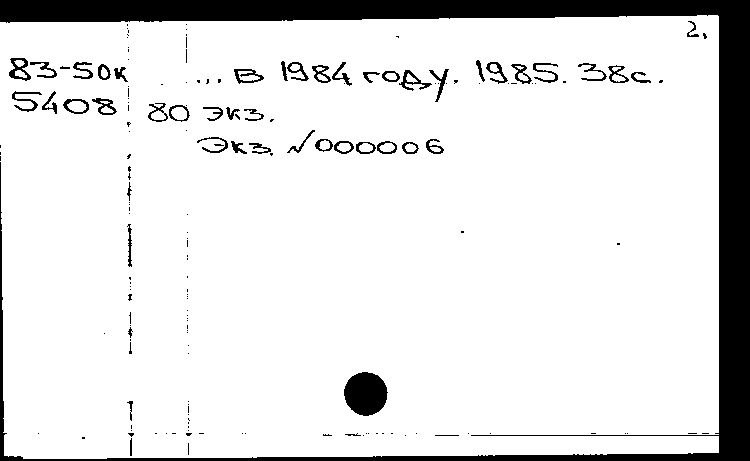 2.
83-50к ... в 1984 году. 1985. 38с.
5408 80 экз.
Экз. №000006